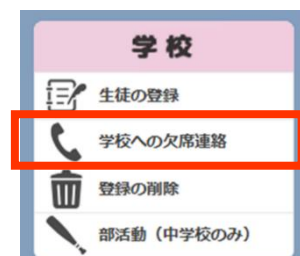 学校
生徒の登録
学校への欠席連絡
登録の削除
部活動（中学校のみ）